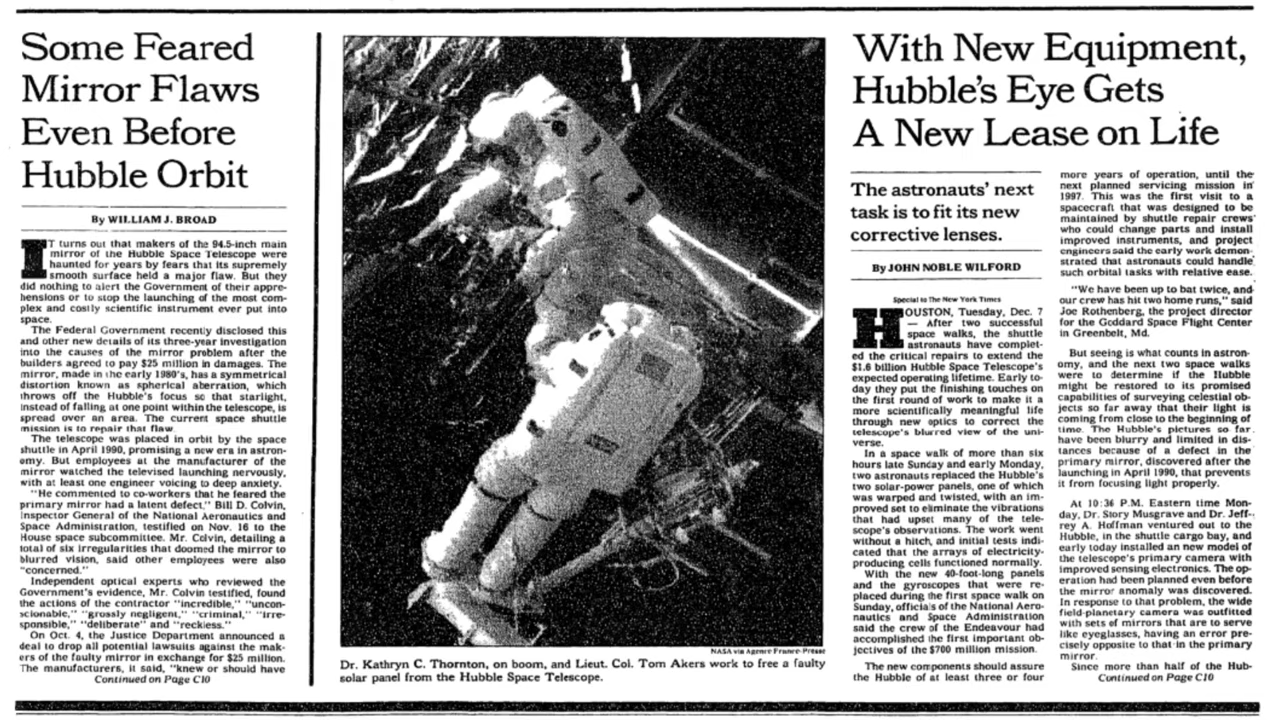 Some Feared
Mirror Flaws
Even Before
Hubble Orbit
By WILLIAM J. BROAD
IT turns out that makers of the 94.5-inch main
mirror of the Hubble Space Telescope were
haunted for years by fears that its supremely
smooth surface held a major flaw. But they
did nothing to alert the Government of their appre-
hensions or to stop the launching of the most com-
plex and costly scientific instrument ever put into
space.
The Federal Government recently disclosed this
and other new details of its three-year investigation
into the causes of the mirror problem after the
builders agreed to pay $25 million in damages. The
mirror, made in the early 1980's, has a symmetrical
distortion known as spherical aberration, which
throws off the Hubble's focus so that starlight,
instead of falling at one point within the telescope, is
spread over an area. The current space shuttle
mission is to repair that flaw.
The telescope was placed in orbit by the space
shuttle in April 1990, promising a new era in astron-
omy. But employees at the manufacturer of the
mirror watched the televised launching nervously,
with at least one engineer voicing to deep anxiety.
"He commented to co-workers that he feared the
primary mirror had a latent defect," Bill D. Colvin,
Inspector General of the National Aeronautics and
Space Administration, testified on Nov. 16 to the
House space subcommittee. Mr. Colvin, detailing a
total of six irregularities that doomed the mirror to
blurred vision, said other employees were also
"concerned."
Independent optical experts who reviewed the
Government's evidence, Mr. Colvin testified, found
the actions of the contractor "incredible," "uncon-
scionable," "grossly negligent," "criminal," "irre-
sponsible," "deliberate" and "reckless."
On Oct. 4, the Justice Department announced a
deal to drop all potential lawsuits against the mak-
ers of the faulty mirror in exchange for $25 million.
The manufacturers, it said, "knew or should have
Continued on Page C10
NASA via Agence France-Presse
Dr. Kathryn C. Thornton, on boom, and Lieut. Col. Tom Akers work to free a faulty
solar panel from the Hubble Space Telescope.
With New Equipment,
Hubble's Eye Gets
A New Lease on Life
The astronauts' next
task is to fit its new
corrective lenses.
By JOHN NOBLE WILFORD
Special to The New York Times
HOUSTON, Tuesday, Dec. 7
— After two successful
space walks, the shuttle
astronauts have complet-
ed the critical repairs to extend the
$1.6 billion Hubble Space Telescope's
expected operating lifetime. Early to-
day they put the finishing touches on
the first round of work to make it a
more scientifically meaningful life
through new optics to correct the
telescope's blurred view of the uni-
verse.
In a space walk of more than six
hours late Sunday and early Monday,
two astronauts replaced the Hubble's
two solar-power panels, one of which
was warped and twisted, with an im-
proved set to eliminate the vibrations
that had upset many of the tele-
scope's observations. The work went
without a hitch, and initial tests indi-
cated that the arrays of electricity-
producing cells functioned normally.
With the new 40-foot-long panels
and the gyroscopes that were re-
placed during the first space walk on
Sunday, officials of the National Aero-
nautics and Space Administration
said the crew of the Endeavour had
accomplished the first important ob-
jectives of the $700 million mission.
The new components should assure
the Hubble of at least three or four
more years of operation, until the
next planned servicing mission in
1997. This was the first visit to a
spacecraft that was designed to be
maintained by shuttle repair crews
who could change parts and install
improved instruments, and project
engineers said the early work demon-
strated that astronauts could handle
such orbital tasks with relative ease.
"We have been up to bat twice, and
our crew has hit two home runs," said
Joe Rothenberg, the project director
for the Goddard Space Flight Center
in Greenbelt, Md.
But seeing is what counts in astron-
omy, and the next two space walks
were to determine if the Hubble
might be restored to its promised
capabilities of surveying celestial ob-
jects so far away that their light is
coming from close to the beginning of
time. The Hubble's pictures so far
have been blurry and limited in dis-
tances because of a defect in the
primary mirror, discovered after the
launching in April 1990, that prevents
it from focusing light properly.
At 10:36 P.M. Eastern time Mon-
day, Dr. Story Musgrave and Dr. Jeff-
rey A. Hoffman ventured out to the
Hubble, in the shuttle cargo bay, and
early today installed an new model of
the telescope's primary camera with
improved sensing electronics. The op-
eration had been planned even before
the mirror anomaly was discovered.
In response to that problem, the wide
field-planetary camera was outfitted
with sets of mirrors that are to serve
like eyeglasses, having an error pre-
cisely opposite to that in the primary
mirror.
Since more than half of the Hub-
Continued on Page C10